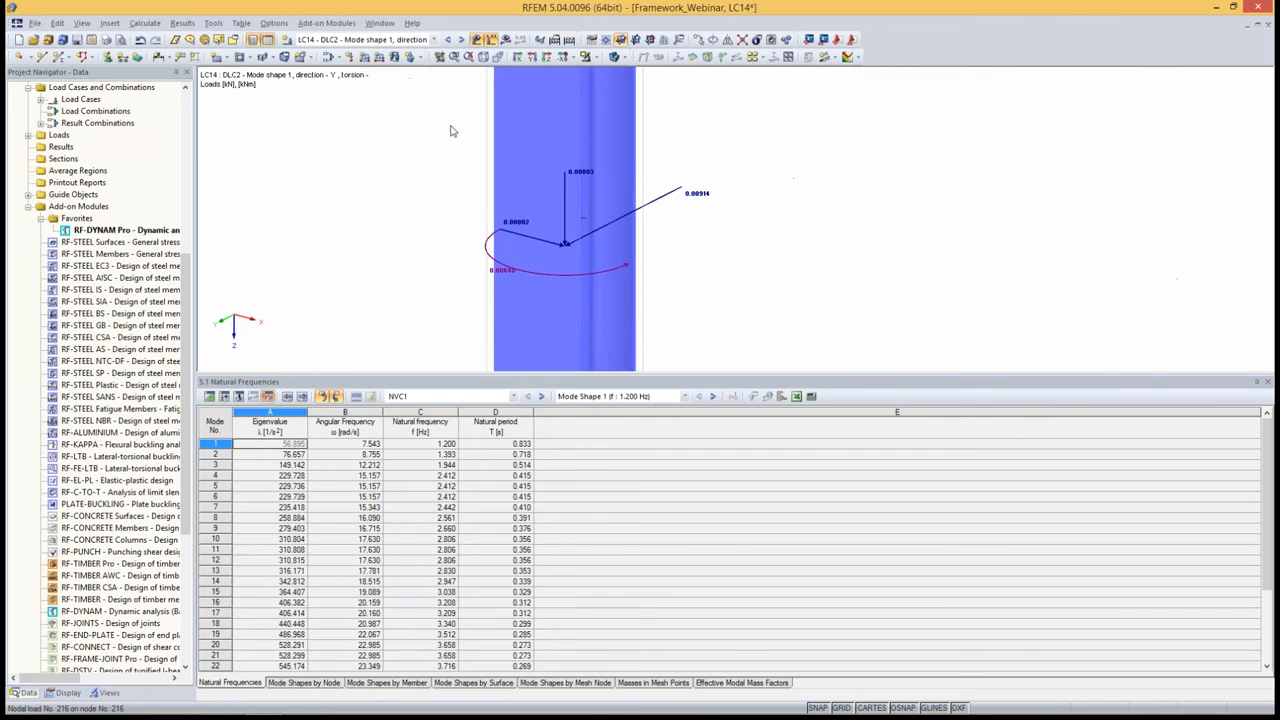 RFEM 5.04.0096 (64bit) - [Framework_Webinar, LC14*]
File Edit View Insert Calculate Results Tools Table Options Add-on Modules Window Help
LC14 - DLC2 - Mode shape 1, direction
Project Navigator - Data
Load Cases and Combinations
Load Cases
Load Combinations
Result Combinations
Loads
Results
Sections
Average Regions
Printout Reports
Guide Objects
Add-on Modules
Favorites
RF-DYNAM Pro - Dynamic an
RF-STEEL Surfaces - General stress
RF-STEEL Members - General stres
RF-STEEL EC3 - Design of steel me
RF-STEEL AISC - Design of steel m
RF-STEEL IS - Design of steel mem
RF-STEEL SIA - Design of steel me
RF-STEEL BS - Design of steel mem
RF-STEEL GB - Design of steel mem
RF-STEEL CSA - Design of steel me
RF-STEEL AS - Design of steel mem
RF-STEEL NTC-DF - Design of steel
RF-STEEL SP - Design of steel mem
RF-STEEL Plastic - Design of steel
RF-STEEL SANS - Design of steel m
RF-STEEL Fatigue Members - Fatigu
RF-STEEL NBR - Design of steel me
RF-ALUMINIUM - Design of alumin
RF-KAPPA - Flexural buckling anal
RF-LTB - Lateral-torsional buckling
RF-FE-LTB - Lateral-torsional buck
RF-EL-PL - Elastic-plastic design
RF-C-TO-T - Analysis of limit slen
PLATE-BUCKLING - Plate buckling
RF-CONCRETE Surfaces - Design of
RF-CONCRETE Members - Design o
RF-CONCRETE Columns - Design of
RF-PUNCH - Punching shear design
RF-TIMBER Pro - Design of timber
RF-TIMBER AWC - Design of timbe
RF-TIMBER CSA - Design of timber
RF-TIMBER - Design of timber mem
RF-DYNAM - Dynamic analysis (Ba
RF-JOINTS - Design of joints
RF-END-PLATE - Design of end pl
RF-CONNECT - Design of shear co
RF-FRAME-JOINT Pro - Design of
Data Display Views
LC14 : DLC2 - Mode shape 1, direction - Y , torsion -
Loads [kN], [kNm]
0.00003
0.00914
0.00002
0.00640
X
Y
Z
5.1 Natural Frequencies
NVC1
Mode Shape 1 (f : 1.200 Hz)
A B C D E
Mode No. Eigenvalue λ [1/s²] Angular Frequency ω [rad/s] Natural frequency f [Hz] Natural period T [s]
1 56.895 7.543 1.200 0.833
2 76.657 8.755 1.393 0.718
3 149.142 12.212 1.944 0.514
4 229.728 15.157 2.412 0.415
5 229.736 15.157 2.412 0.415
6 229.739 15.157 2.412 0.415
7 235.418 15.343 2.442 0.410
8 258.884 16.090 2.561 0.391
9 279.403 16.715 2.660 0.376
10 310.804 17.630 2.806 0.356
11 310.808 17.630 2.806 0.356
12 310.815 17.630 2.806 0.356
13 316.171 17.781 2.830 0.353
14 342.812 18.515 2.947 0.339
15 364.407 19.089 3.038 0.329
16 406.382 20.159 3.208 0.312
17 406.414 20.160 3.209 0.312
18 440.448 20.987 3.340 0.299
19 486.968 22.067 3.512 0.285
20 528.291 22.985 3.658 0.273
21 528.299 22.985 3.658 0.273
22 545.174 23.349 3.716 0.269
Natural Frequencies Mode Shapes by Node Mode Shapes by Member Mode Shapes by Surface Mode Shapes by Mesh Node Masses in Mesh Points Effective Modal Mass Factors
Nodal load No. 216 on node No. 216
SNAP GRID CARTES OSNAP GLINES DXF